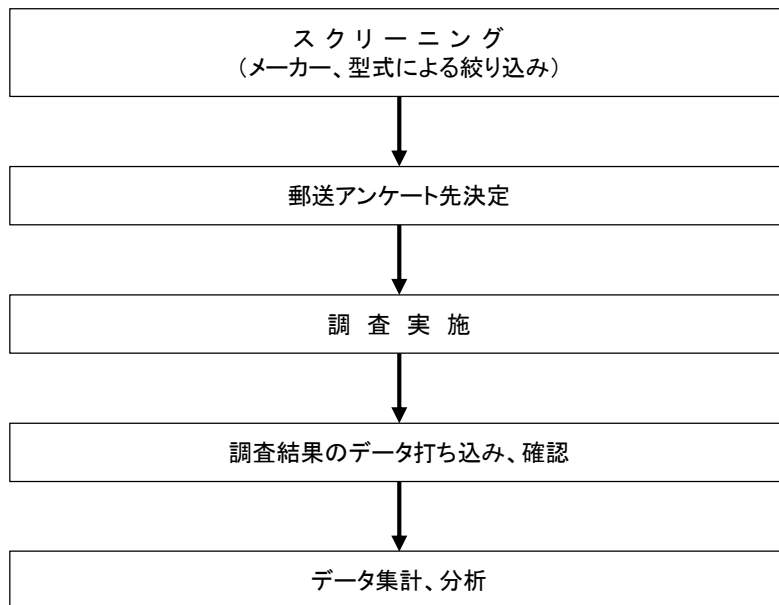 スクリーニング
（メーカー、型式による絞り込み）
郵送アンケート先決定
調査実施
調査結果のデータ打ち込み、確認
データ集計、分析